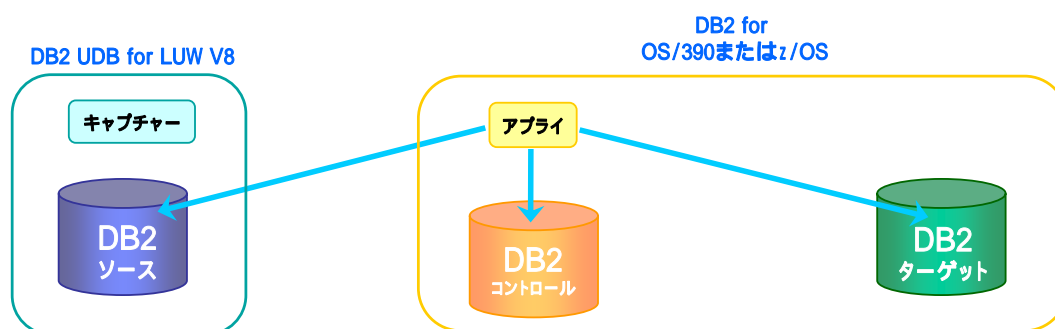 DB2 UDB for LUW V8
DB2 for
OS/390またはz/OS
キャプチャー
アプライ
DB2
ソース
DB2
コントロール
DB2
ターゲット